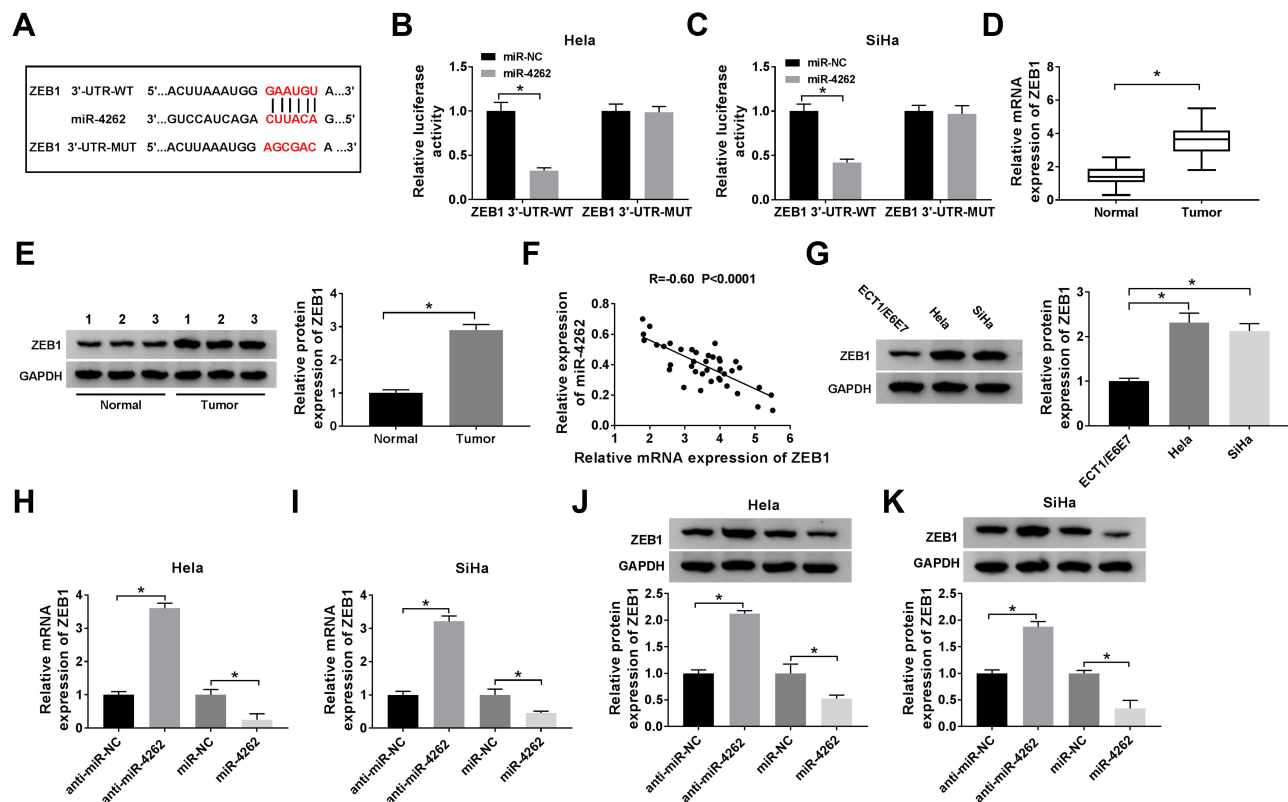 A
ZEB1 3'-UTR-WT 5'...ACUUAAAUGG GAAUGU A...3'
miR-4262 3'...GUCCAUCAGA CUUACA G...5'
ZEB1 3'-UTR-MUT 5'...ACUUAAAUGG AGCGAC A ...3'
B
Hela
miR-NC
miR-4262
Relative luciferase
activity
1.5
1.0
0.5
0.0
*
ZEB1 3'-UTR-WT ZEB1 3'-UTR-MUT
C
SiHa
miR-NC
miR-4262
Relative luciferase
activity
1.5
1.0
0.5
0.0
*
ZEB1 3'-UTR-WT ZEB1 3'-UTR-MUT
D
Relative mRNA
expression of ZEB1
8
6
4
2
0
*
Normal Tumor
E
1 2 3 1 2 3
ZEB1
GAPDH
Normal Tumor
Relative protein
expression of ZEB1
4
3
2
1
0
*
Normal Tumor
F
R=-0.60 P<0.0001
Relative expression
of miR-4262
0.8
0.6
0.4
0.2
0.0
1 2 3 4 5 6
Relative mRNA expression of ZEB1
G
ECT1/E6E7 Hela SiHa
ZEB1
GAPDH
Relative protein
expression of ZEB1
3
2
1
0
*
*
ECT1/E6E7 Hela SiHa
H
Hela
Relative mRNA
expression of ZEB1
4
3
2
1
0
*
*
anti-miR-NC anti-miR-4262 miR-NC miR-4262
I
SiHa
Relative mRNA
expression of ZEB1
4
3
2
1
0
*
*
anti-miR-NC anti-miR-4262 miR-NC miR-4262
J
Hela
ZEB1
GAPDH
Relative protein
expression of ZEB1
2.5
2.0
1.5
1.0
0.5
0.0
*
*
anti-miR-NC anti-miR-4262 miR-NC miR-4262
K
SiHa
ZEB1
GAPDH
Relative protein
expression of ZEB1
2.5
2.0
1.5
1.0
0.5
0.0
*
*
anti-miR-NC anti-miR-4262 miR-NC miR-4262